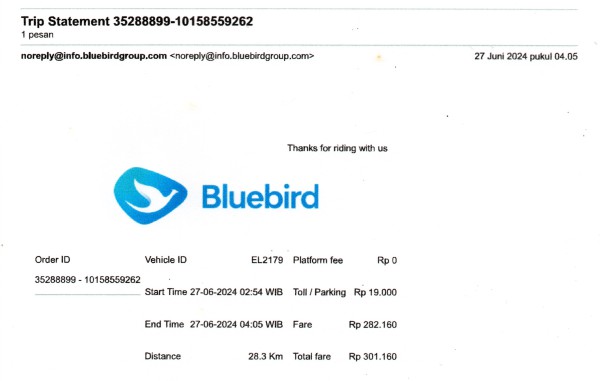 Trip Statement 35288899-10158559262
1 pesan
noreply@info.bluebirdgroup.com <noreply@info.bluebirdgroup.com> 27 Juni 2024 pukul 04.05
Thanks for riding with us
Bluebird
Order ID Vehicle ID EL2179 Platform fee Rp 0
35288899 - 10158559262
Start Time 27-06-2024 02:54 WIB Toll / Parking Rp 19.000
End Time 27-06-2024 04:05 WIB Fare Rp 282.160
Distance 28.3 Km Total fare Rp 301.160